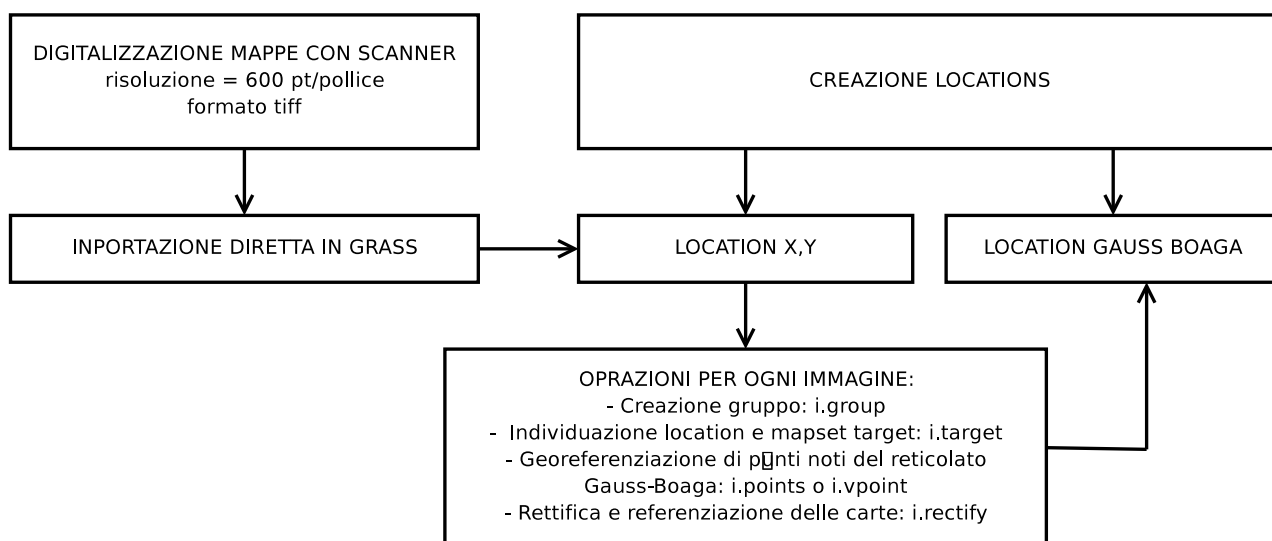 DIGITALIZZAZIONE MAPPE CON SCANNER
risoluzione = 600 pt/pollice
formato tiff
CREAZIONE LOCATIONS
INPORTAZIONE DIRETTA IN GRASS
LOCATION X,Y
LOCATION GAUSS BOAGA
OPRAZIONI PER OGNI IMMAGINE:
- Creazione gruppo: i.group
- Individuazione location e mapset target: i.target
- Georeferenziazione di punti noti del reticolato
Gauss-Boaga: i.points o i.vpoint
- Rettifica e referenziazione delle carte: i.rectify